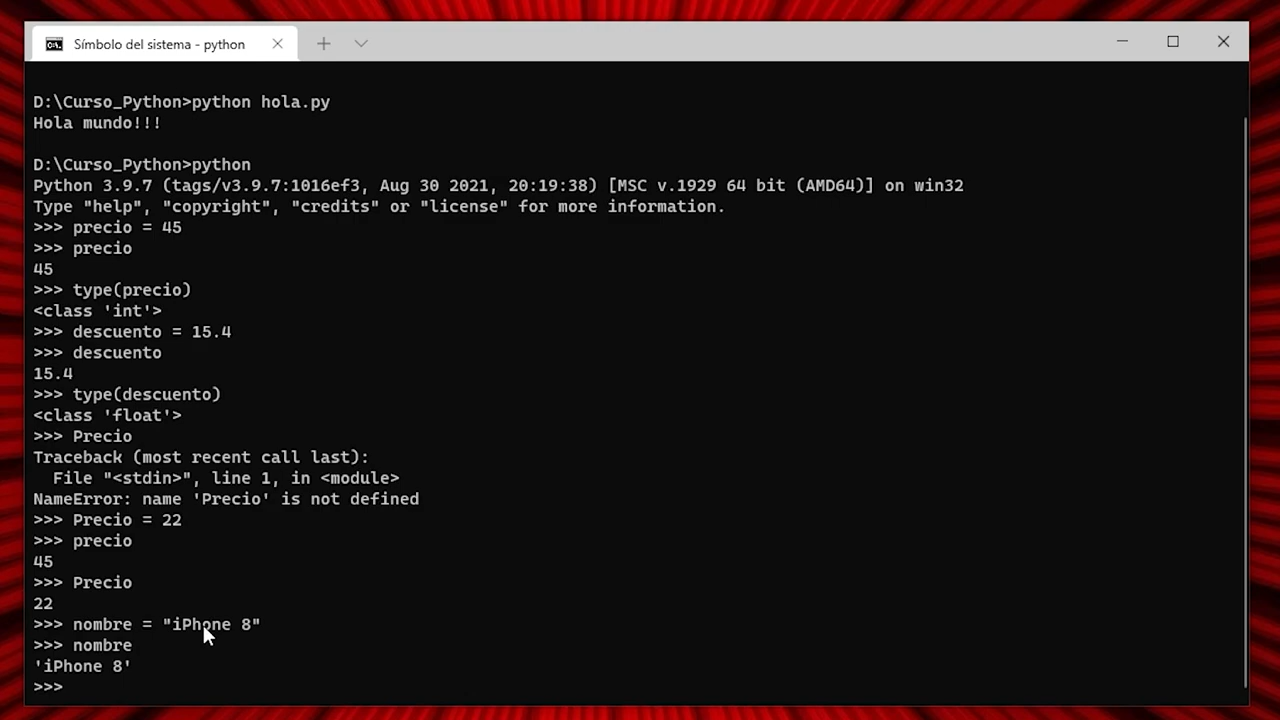 Símbolo del sistema - python
D:\Curso_Python>python hola.py
Hola mundo!!!
D:\Curso_Python>python
Python 3.9.7 (tags/v3.9.7:1016ef3, Aug 30 2021, 20:19:38) [MSC v.1929 64 bit (AMD64)] on win32
Type "help", "copyright", "credits" or "license" for more information.
>>> precio = 45
>>> precio
45
>>> type(precio)
<class 'int'>
>>> descuento = 15.4
>>> descuento
15.4
>>> type(descuento)
<class 'float'>
>>> Precio
Traceback (most recent call last):
  File "<stdin>", line 1, in <module>
NameError: name 'Precio' is not defined
>>> Precio = 22
>>> precio
45
>>> Precio
22
>>> nombre = "iPhone 8"
>>> nombre
'iPhone 8'
>>>